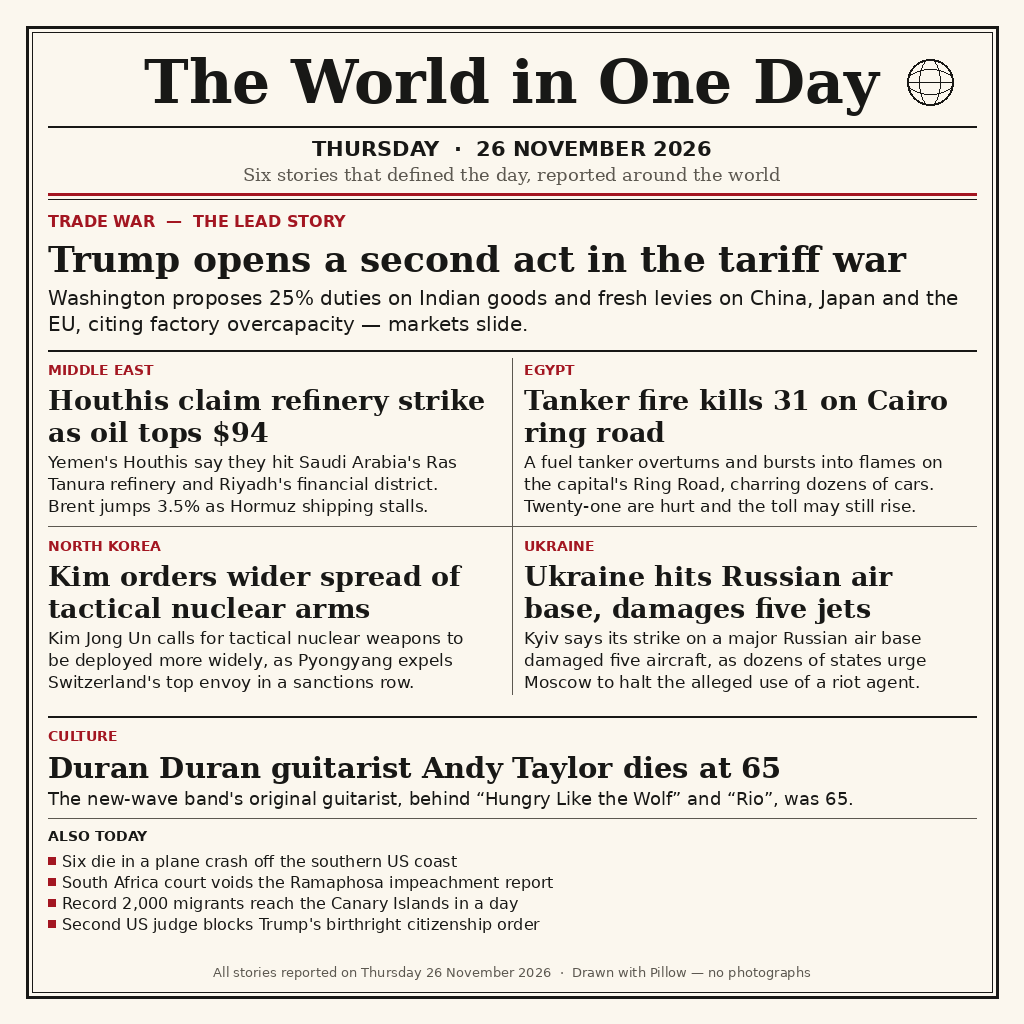 The World in One Day
THURSDAY · 26 NOVEMBER 2026
Six stories that defined the day, reported around the world
TRADE WAR — THE LEAD STORY
Trump opens a second act in the tariff war
Washington proposes 25% duties on Indian goods and fresh levies on China, Japan and the
EU, citing factory overcapacity — markets slide.
MIDDLE EAST
Houthis claim refinery strike
as oil tops $94
Yemen's Houthis say they hit Saudi Arabia's Ras
Tanura refinery and Riyadh's financial district.
Brent jumps 3.5% as Hormuz shipping stalls.
EGYPT
Tanker fire kills 31 on Cairo
ring road
A fuel tanker overturns and bursts into flames on
the capital's Ring Road, charring dozens of cars.
Twenty-one are hurt and the toll may still rise.
NORTH KOREA
Kim orders wider spread of
tactical nuclear arms
Kim Jong Un calls for tactical nuclear weapons to
be deployed more widely, as Pyongyang expels
Switzerland's top envoy in a sanctions row.
UKRAINE
Ukraine hits Russian air
base, damages five jets
Kyiv says its strike on a major Russian air base
damaged five aircraft, as dozens of states urge
Moscow to halt the alleged use of a riot agent.
CULTURE
Duran Duran guitarist Andy Taylor dies at 65
The new-wave band's original guitarist, behind “Hungry Like the Wolf” and “Rio”, was 65.
ALSO TODAY
Six die in a plane crash off the southern US coast
South Africa court voids the Ramaphosa impeachment report
Record 2,000 migrants reach the Canary Islands in a day
Second US judge blocks Trump's birthright citizenship order
All stories reported on Thursday 26 November 2026 · Drawn with Pillow — no photographs